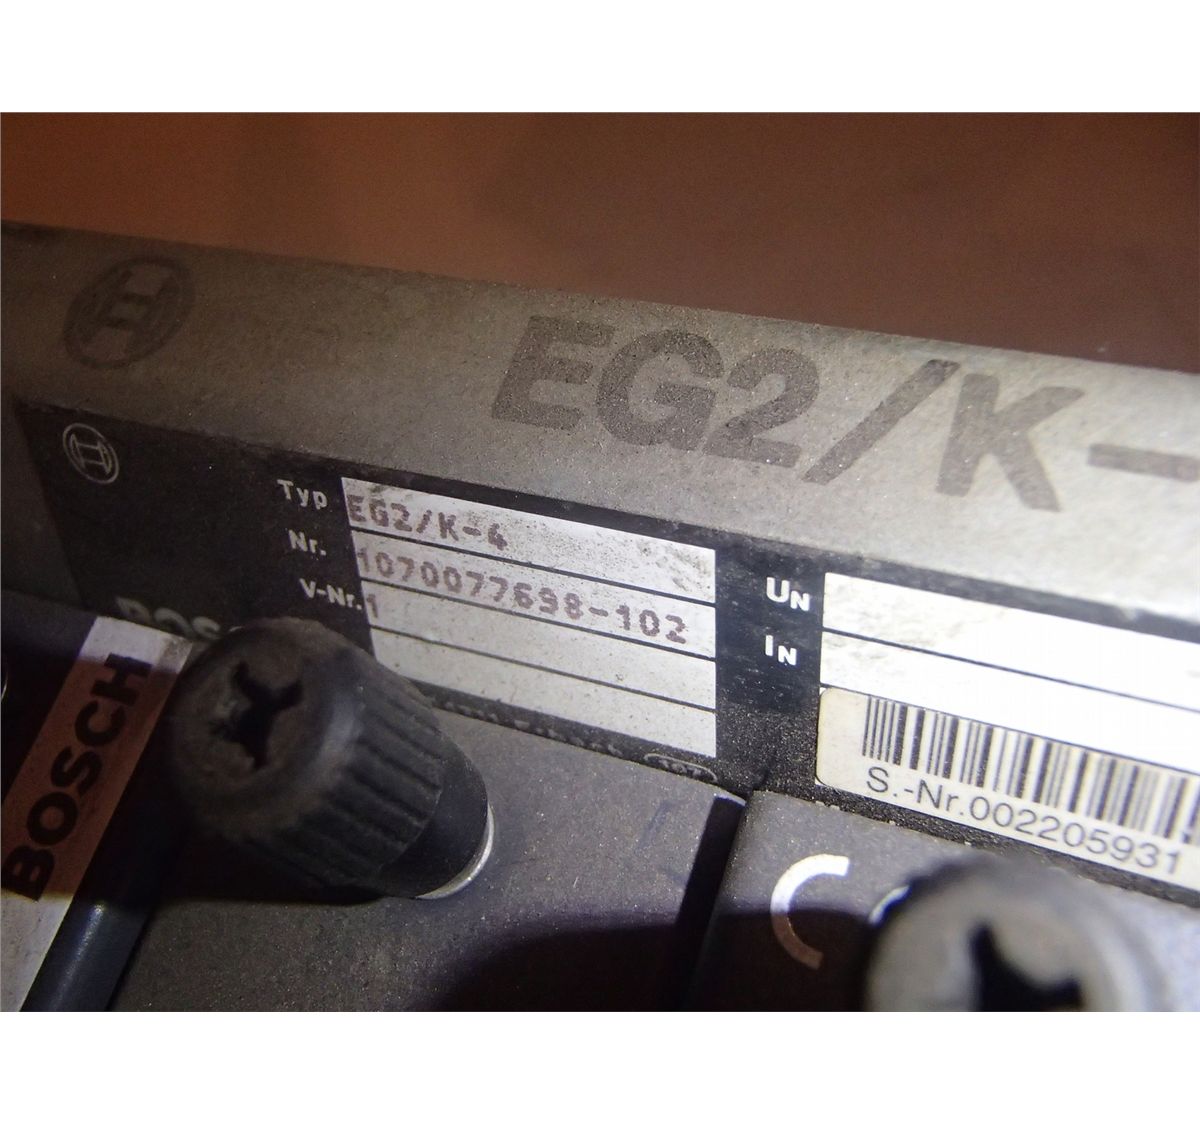 EG2/K-
Typ EG2/K-4
Nr. 1070077698-102
V-Nr. 1
UN
IN
S.-Nr.002205931
BOSCH